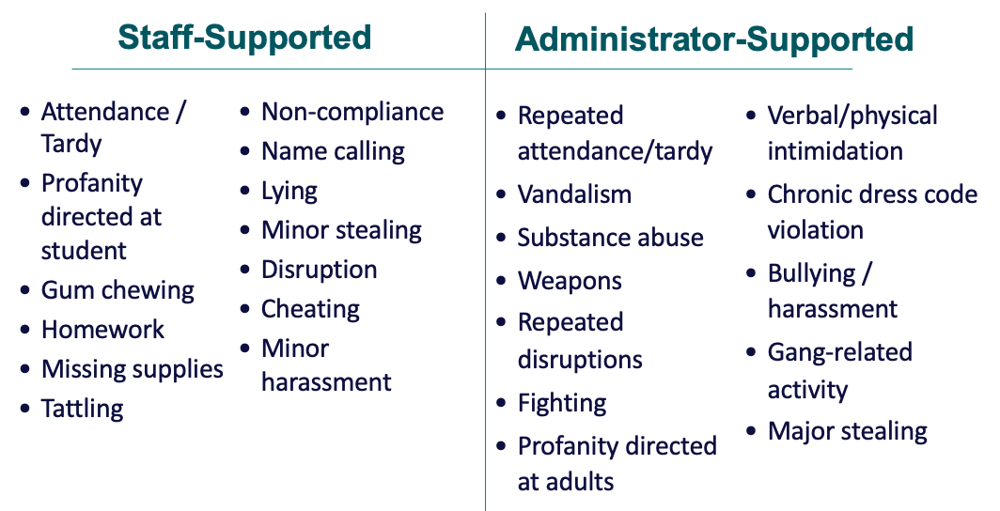 Staff-Supported
• Attendance /
Tardy
• Profanity
directed at
student
• Gum chewing
• Homework
• Missing supplies
• Tattling
• Non-compliance
• Name calling
• Lying
• Minor stealing
• Disruption
• Cheating
• Minor
harassment
Administrator-Supported
• Repeated
attendance/tardy
• Vandalism
• Substance abuse
• Weapons
• Repeated
disruptions
• Fighting
• Profanity directed
at adults
• Verbal/physical
intimidation
• Chronic dress code
violation
• Bullying /
harassment
• Gang-related
activity
• Major stealing